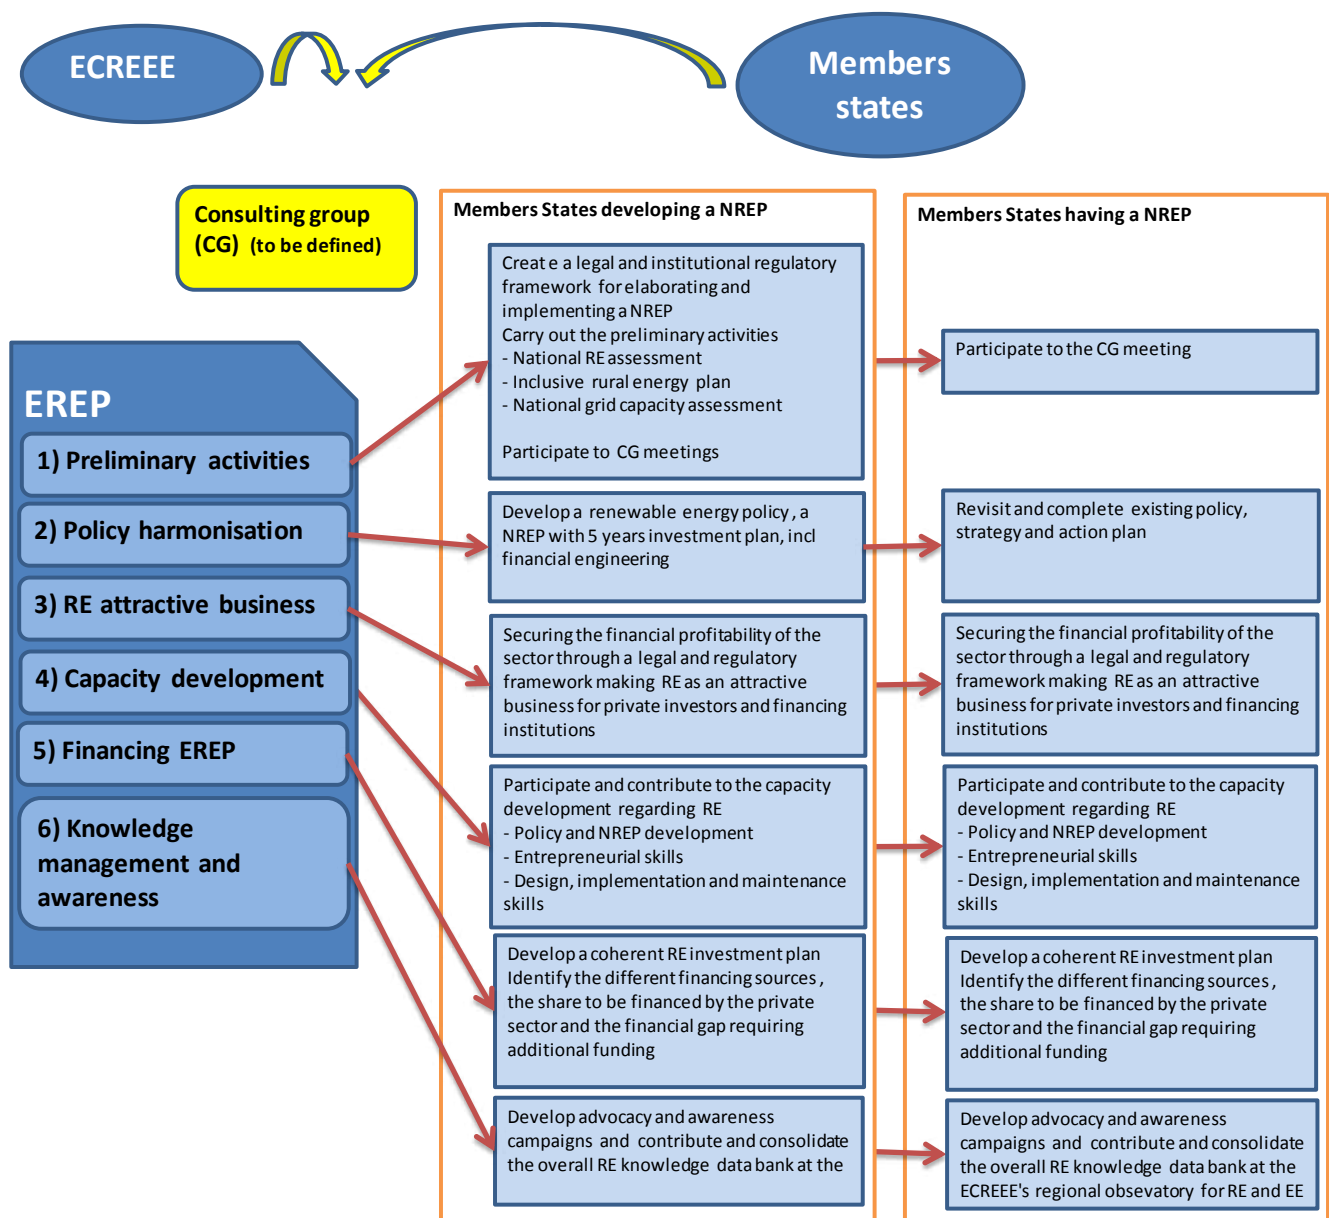 ECREEE
Members
states
Consulting group
(CG) (to be defined)
EREP
1) Preliminary activities
2) Policy harmonisation
3) RE attractive business
4) Capacity development
5) Financing EREP
6) Knowledge
management and
awareness
Members States developing a NREP
Creat e a legal and institutional regulatory
framework for elaborating and
implementing a NREP
Carry out the preliminary activities
- National RE assessment
- Inclusive rural energy plan
- National grid capacity assessment
Participate to CG meetings
Develop a renewable energy policy , a
NREP with 5 years investment plan, incl
financial engineering
Securing the financial profitability of the
sector through a legal and regulatory
framework making RE as an attractive
business for private investors and financing
institutions
Participate and contribute to the capacity
development regarding RE
- Policy and NREP development
- Entrepreneurial skills
- Design, implementation and maintenance
skills
Develop a coherent RE investment plan
Identify the different financing sources ,
the share to be financed by the private
sector and the financial gap requiring
additional funding
Develop advocacy and awareness
campaigns and contribute and consolidate
the overall RE knowledge data bank at the
Members States having a NREP
Participate to the CG meeting
Revisit and complete existing policy,
strategy and action plan
Securing the financial profitability of the
sector through a legal and regulatory
framework making RE as an attractive
business for private investors and financing
institutions
Participate and contribute to the capacity
development regarding RE
- Policy and NREP development
- Entrepreneurial skills
- Design, implementation and maintenance
skills
Develop a coherent RE investment plan
Identify the different financing sources ,
the share to be financed by the private
sector and the financial gap requiring
additional funding
Develop advocacy and awareness
campaigns and contribute and consolidate
the overall RE knowledge data bank at the
ECREEE's regional obsevatory for RE and EE